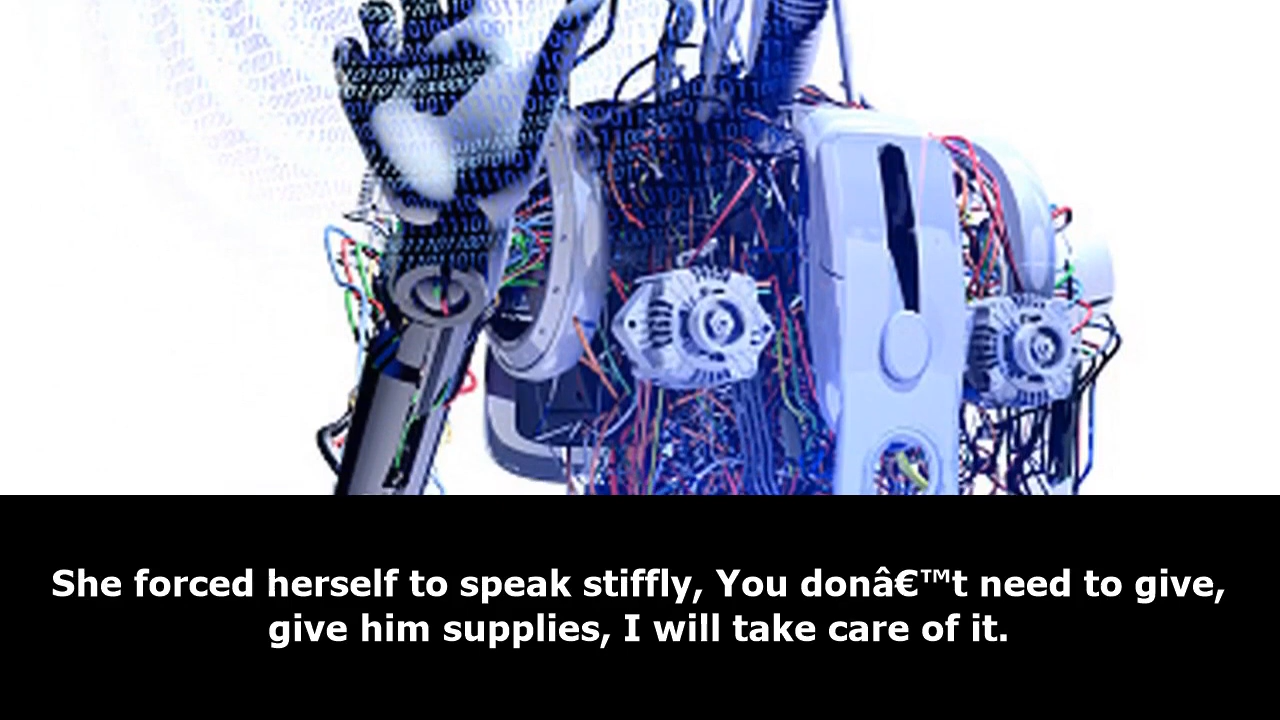 She forced herself to speak stiffly, You donâ€™t need to give,
give him supplies, I will take care of it.